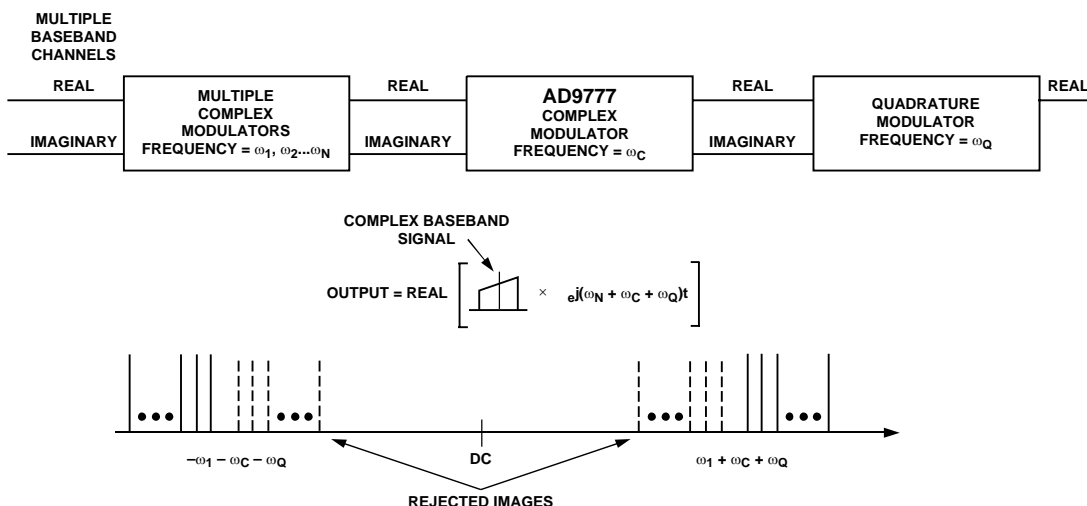 MULTIPLE
BASEBAND
CHANNELS
REAL
IMAGINARY
MULTIPLE
COMPLEX
MODULATORS
FREQUENCY = ω1, ω2...ωN
REAL
IMAGINARY
AD9777
COMPLEX
MODULATOR
FREQUENCY = ωC
REAL
IMAGINARY
QUADRATURE
MODULATOR
FREQUENCY = ωQ
REAL
COMPLEX BASEBAND
SIGNAL
OUTPUT = REAL × ej(ωN + ωC + ωQ)t
–ω1 – ωC – ωQ
DC
ω1 + ωC + ωQ
REJECTED IMAGES